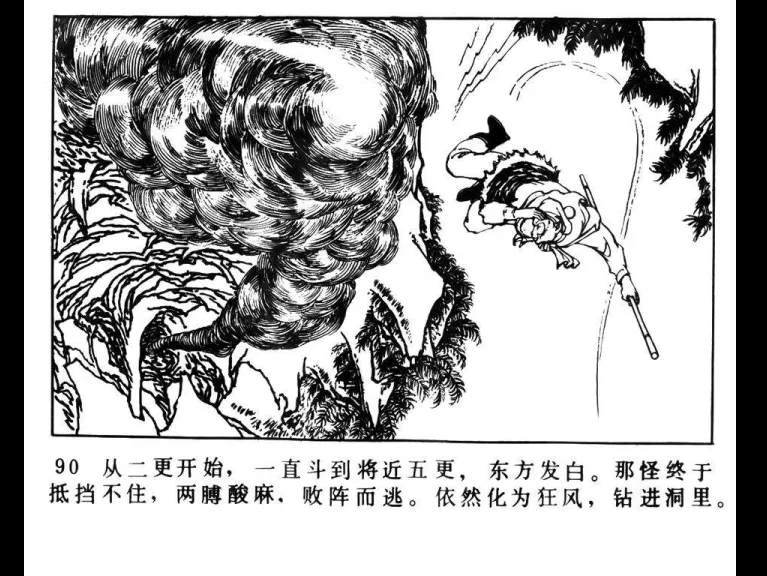 90 从二更开始，一直斗到将近五更，东方发白。那怪终于
抵挡不住，两膊酸麻，败阵而逃。依然化为狂风，钻进洞里。